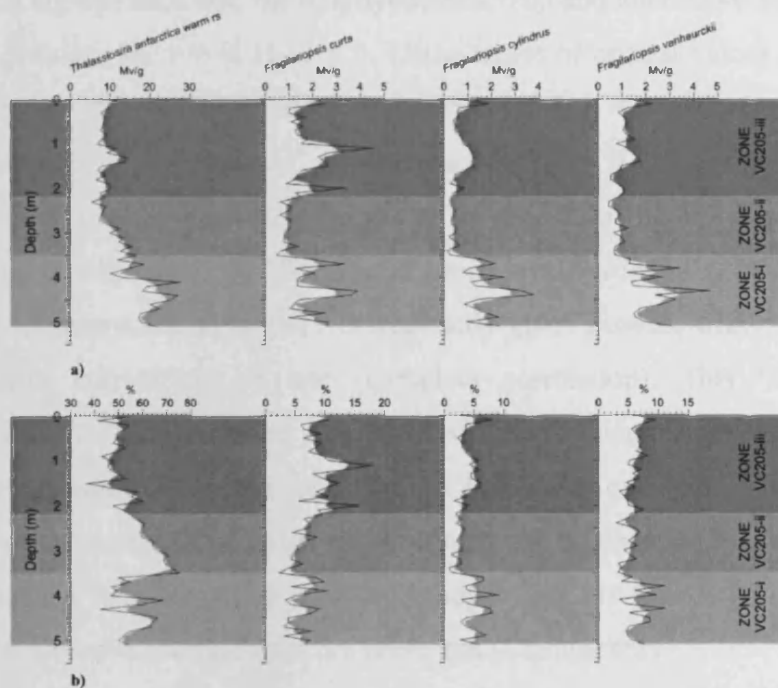 Thalassiosira antarctica warm rs
Fragilariopsis curta
Fragilariopsis cylindrus
Fragilariopsis vanheurckii
Mv/g Mv/g Mv/g Mv/g
0 10 20 30 0 1 2 3 4 5 0 1 2 3 4 0 1 2 3 4 5
Depth (m)
0
1
2
3
4
5
ZONE VC205-iii
ZONE VC205-ii
ZONE VC205-i
a)
% % % %
30 40 50 60 70 80 0 5 10 15 20 0 5 10 0 5 10 15
Depth (m)
0
1
2
3
4
5
ZONE VC205-iii
ZONE VC205-ii
ZONE VC205-i
b)